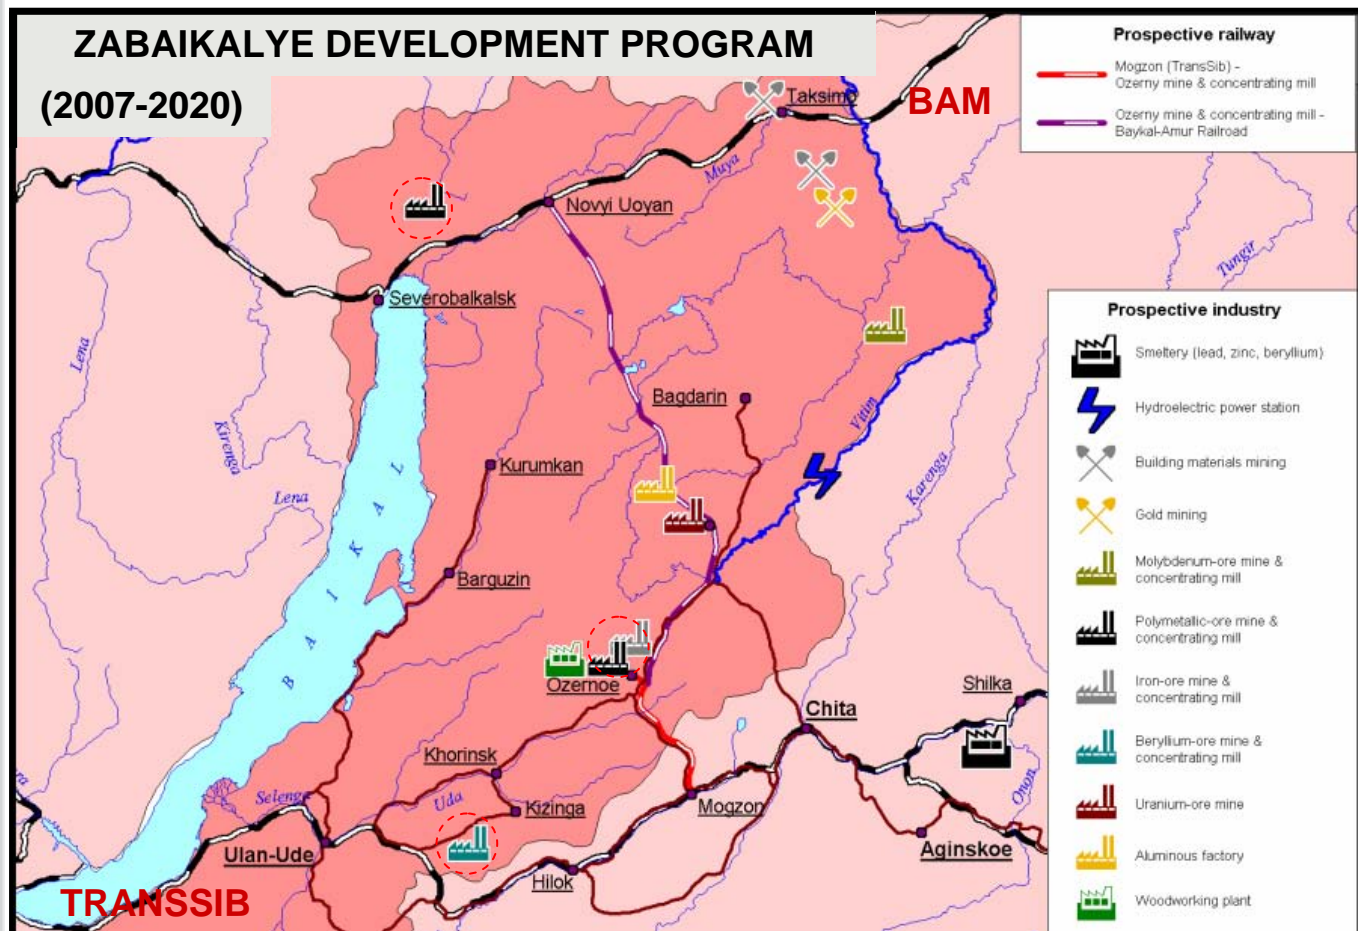 ZABAIKALYE DEVELOPMENT PROGRAM
(2007-2020)
Prospective railway
Mogzon (TransSib) -
Ozerny mine & concentrating mill
Ozerny mine & concentrating mill -
Baykal-Amur Railroad
BAM
Taksimo
Muya
Novyi Uoyan
Severobalkalsk
Lena
Kirenga
Lena
Tungir
Bagdarin
Vitim
Karenga
Kurumkan
Barguzin
BAIKAL
Ozernoe
Chita
Shilka
Onon
Khorinsk
Uda
Kizinga
Mogzon
Selenga
Ulan-Ude
Hilok
Aginskoe
TRANSSIB
Prospective industry
Smeltery (lead, zinc, beryllium)
Hydroelectric power station
Building materials mining
Gold mining
Molybdenum-ore mine &
concentrating mill
Polymetallic-ore mine &
concentrating mill
Iron-ore mine &
concentrating mill
Beryllium-ore mine &
concentrating mill
Uranium-ore mine
Aluminous factory
Woodworking plant